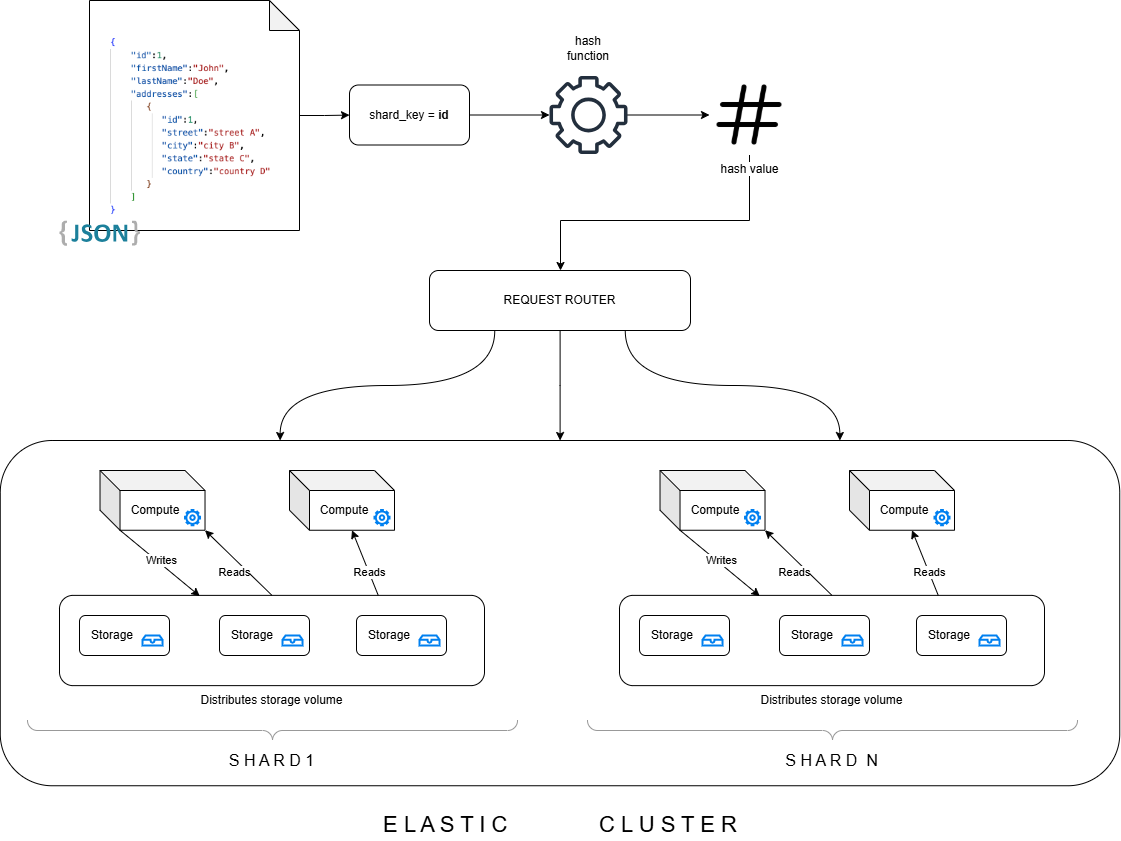 {
"id":1,
"firstName":"John",
"lastName":"Doe",
"addresses":[
{
"id":1,
"street":"street A",
"city":"city B",
"state":"state C",
"country":"country D"
}
]
}
{JSON}
shard_key = id
hash
function
#
hash value
REQUEST ROUTER
Compute
Compute
Compute
Compute
Writes
Reads
Reads
Writes
Reads
Reads
Storage
Storage
Storage
Storage
Storage
Storage
Distributes storage volume
Distributes storage volume
SHARD1
SHARD N
ELASTIC CLUSTER